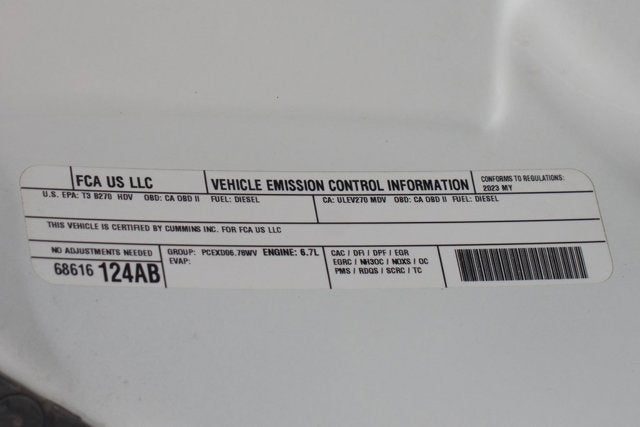 FCA US LLC
VEHICLE EMISSION CONTROL INFORMATION
CONFORMS TO REGULATIONS:
2023 MY
U.S. EPA: T3 B270 HDV OBD: CA OBD II FUEL: DIESEL
CA: ULEV270 MDV OBD: CA OBD II FUEL: DIESEL
THIS VEHICLE IS CERTIFIED BY CUMMINS INC. FOR FCA US LLC
NO ADJUSTMENTS NEEDED
68616 124AB
GROUP: PCEXD06.78WV ENGINE: 6.7L
EVAP:
CAC / DFI / DPF / EGR
EGRC / NH3OC / NOXS / OC
PMS / RDQS / SCRC / TC